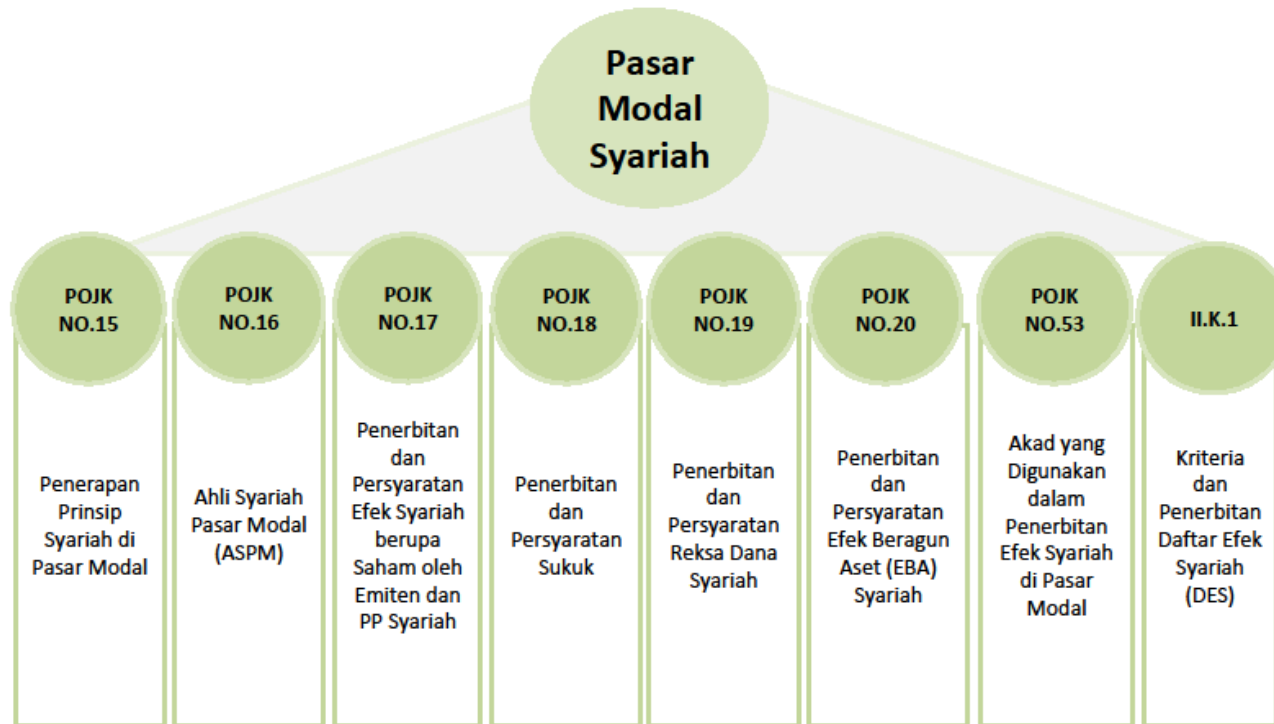 Pasar
Modal
Syariah
POJK
NO.15
POJK
NO.16
POJK
NO.17
POJK
NO.18
POJK
NO.19
POJK
NO.20
POJK
NO.53
II.K.1
Penerapan
Prinsip
Syariah di
Pasar Modal
Ahli Syariah
Pasar Modal
(ASPM)
Penerbitan
dan
Persyaratan
Efek Syariah
berupa
Saham oleh
Emiten dan
PP Syariah
Penerbitan
dan
Persyaratan
Sukuk
Penerbitan
dan
Persyaratan
Reksa Dana
Syariah
Penerbitan
dan
Persyaratan
Efek Beragun
Aset (EBA)
Syariah
Akad yang
Digunakan
dalam
Penerbitan
Efek Syariah
di Pasar
Modal
Kriteria
dan
Penerbitan
Daftar Efek
Syariah
(DES)